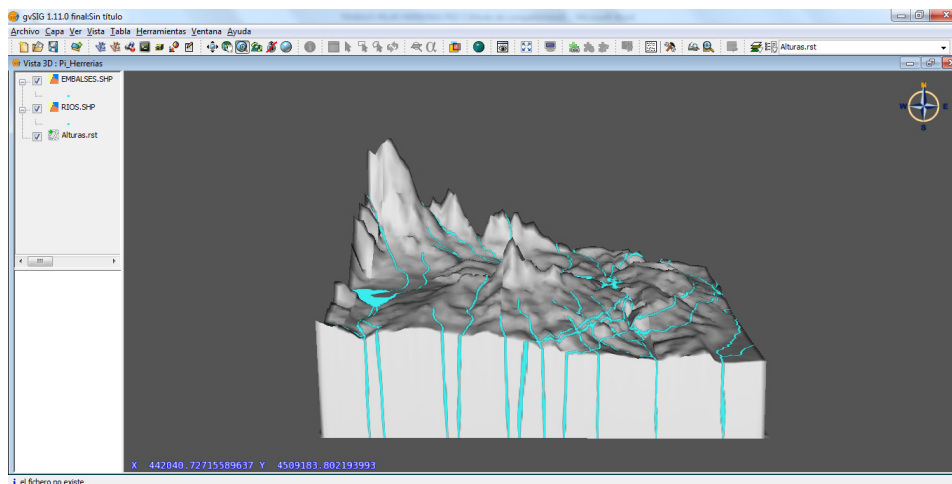 gvSIG 1.11.0 final:Sin título
Archivo Capa Ver Vista Tabla Herramientas Ventana Ayuda
Alturas.rst
Vista 3D : Pi_Herrerias
EMBALSES.SHP
RIOS.SHP
Alturas.rst
N
W E
S
X 442040.72715589637 Y 4509183.802193993
el fichero no existe